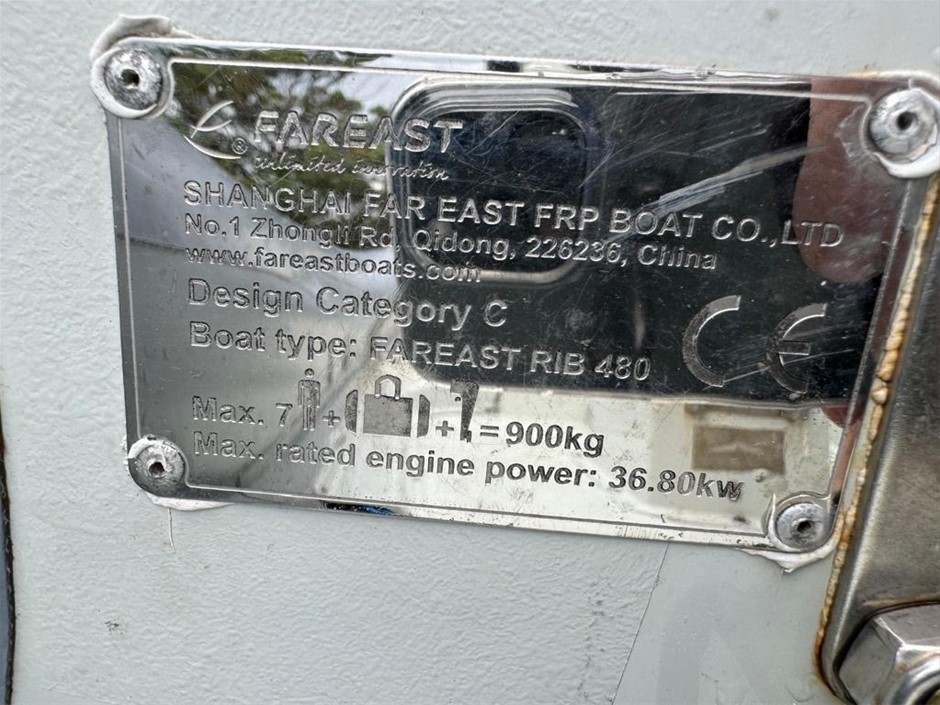 ® FAREAST
unlimited innovation
SHANGHAI FAR EAST FRP BOAT CO.,LTD
No.1 Zhongli Rd, Qidong, 226236, China
www.fareastboats.com
Design Category C
Boat type: FAREAST RIB 480
CE
Max. 7 + + = 900kg
Max. rated engine power: 36.80kw